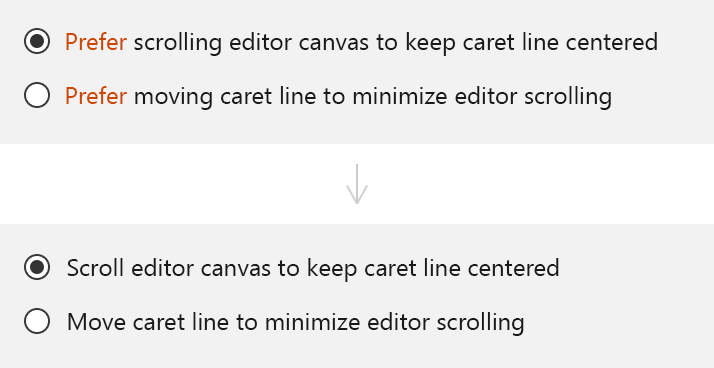 Prefer scrolling editor canvas to keep caret line centered
Prefer moving caret line to minimize editor scrolling
Scroll editor canvas to keep caret line centered
Move caret line to minimize editor scrolling